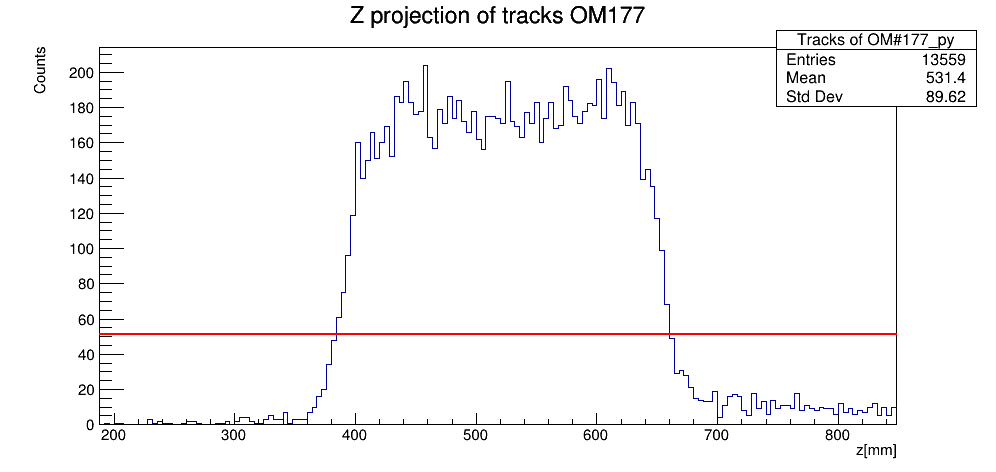 Z projection of tracks OM177
Counts
Tracks of OM#177_py
Entries 13559
Mean 531.4
Std Dev 89.62
200
180
160
140
120
100
80
60
40
20
0
200 300 400 500 600 700 800
z[mm]